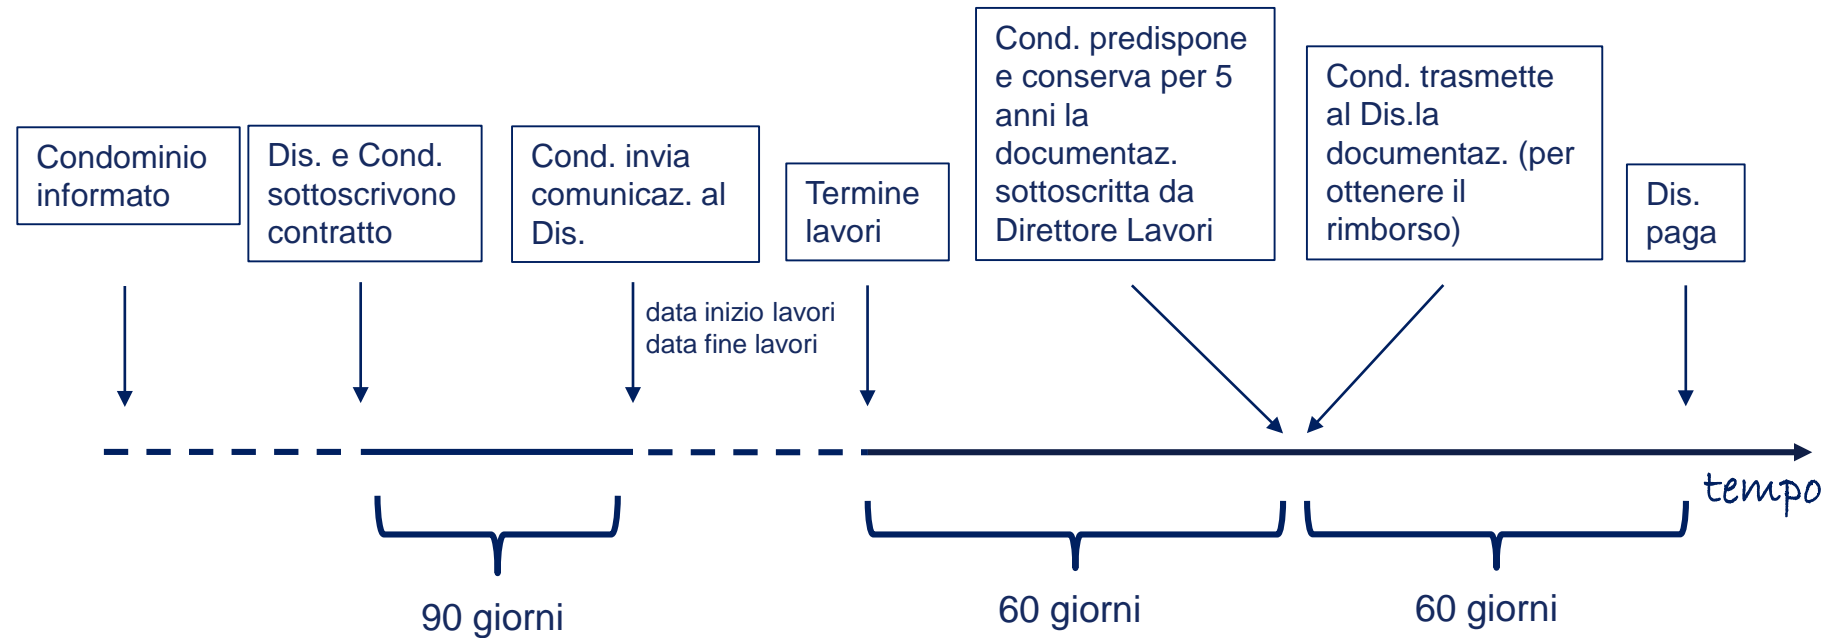 Condominio
informato
Dis. e Cond.
sottoscrivono
contratto
Cond. invia
comunicaz. al
Dis.
data inizio lavori
data fine lavori
Termine
lavori
Cond. predispone
e conserva per 5
anni la
documentaz.
sottoscritta da
Direttore Lavori
Cond. trasmette
al Dis.la
documentaz. (per
ottenere il
rimborso)
Dis.
paga
tempo
90 giorni
60 giorni
60 giorni